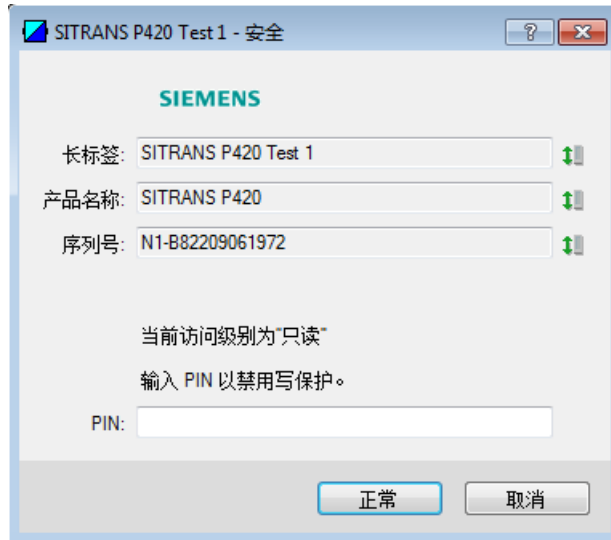 SITRANS P420 Test 1 - 安全
SIEMENS
长标签: SITRANS P420 Test 1
产品名称: SITRANS P420
序列号: N1-B82209061972
当前访问级别为"只读"
输入 PIN 以禁用写保护。
PIN:
正常 取消